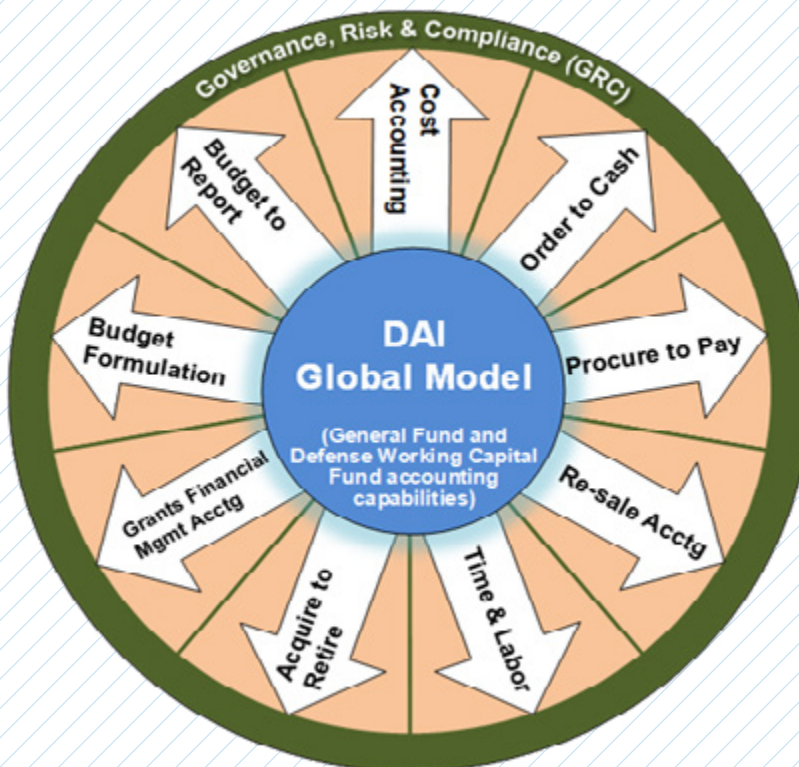 Governance, Risk & Compliance (GRC)
Cost
Accounting
Order to Cash
Procure to Pay
Re-sale Acctg
Time & Labor
Acquire to
Retire
Grants Financial
Mgmt Acctg
Budget
Formulation
Budget to
Report
DAI
Global Model
(General Fund and
Defense Working Capital
Fund accounting
capabilities)